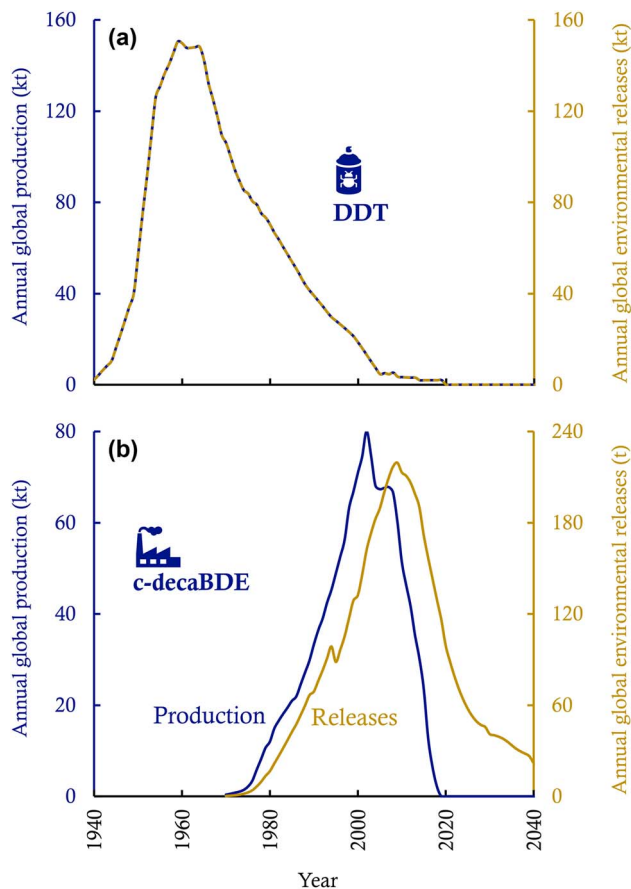 (a)
Annual global production (kt)
160
120
80
40
0
DDT
160
120
80
40
0
Annual global environmental releases (kt)
(b)
Annual global production (kt)
80
60
40
20
0
c-decaBDE
Production
Releases
240
180
120
60
0
Annual global environmental releases (t)
1940
1960
1980
2000
2020
2040
Year